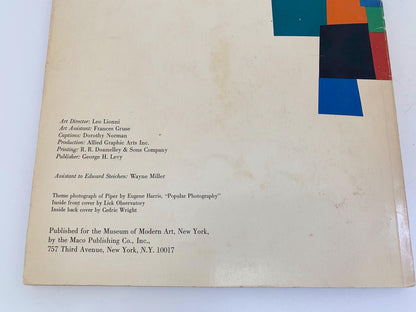 Art Director: Leo Lionni
Art Assistant: Frances Gruse
Captions: Dorothy Norman
Production: Allied Graphic Arts Inc.
Printing: R. R. Donnelley & Sons Company
Publisher: George H. Levy
Assistant to Edward Steichen: Wayne Miller
Theme photograph of Piper by Eugene Harris, "Popular Photography"
Inside front cover by Lick Observatory
Inside back cover by Cedric Wright
Published for the Museum of Modern Art, New York,
by the Maco Publishing Co., Inc.,
757 Third Avenue, New York, N.Y. 10017